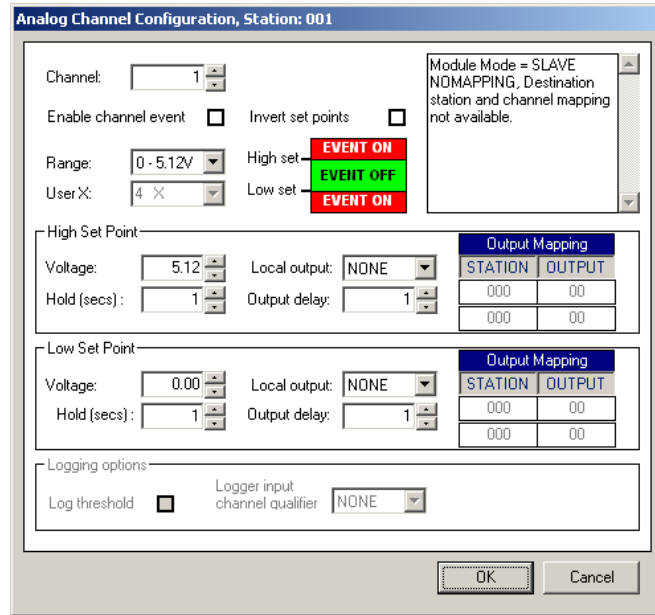 Analog Channel Configuration, Station: 001
Channel: 1
Enable channel event
Invert set points
Range: 0 - 5.12V
User X: 4 X
High set
Low set
EVENT ON
EVENT OFF
EVENT ON
Module Mode = SLAVE
NOMAPPING, Destination
station and channel mapping
not available.
High Set Point
Voltage: 5.12
Local output: NONE
Hold (secs) : 1
Output delay: 1
Output Mapping
STATION OUTPUT
000 00
000 00
Low Set Point
Voltage: 0.00
Local output: NONE
Hold (secs) : 1
Output delay: 1
Output Mapping
STATION OUTPUT
000 00
000 00
Logging options
Log threshold
Logger input
channel qualifier NONE
OK
Cancel